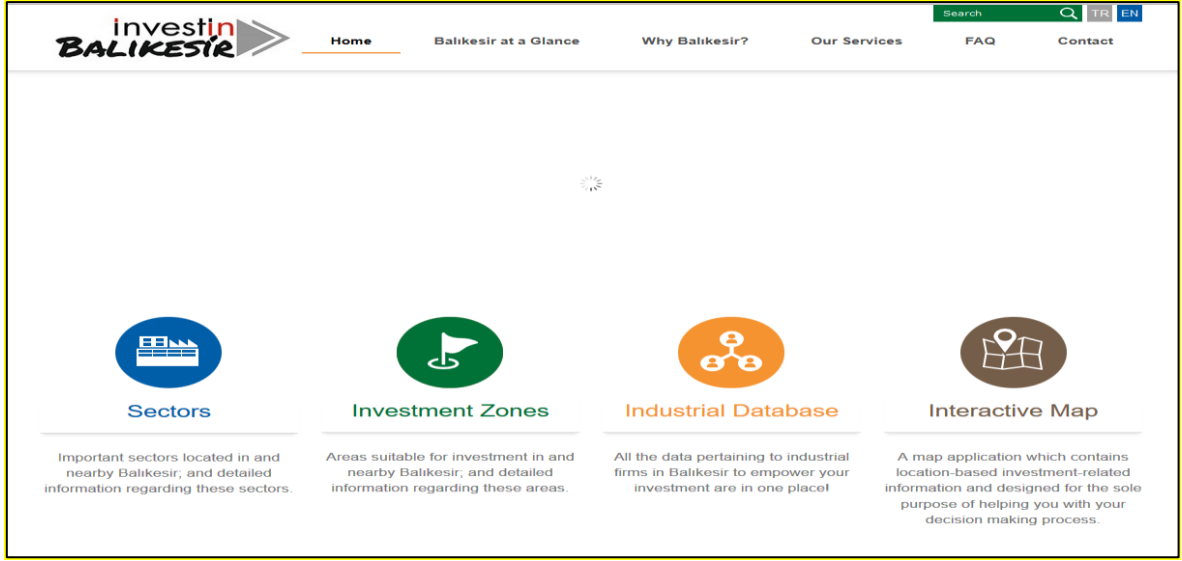 Search TR EN
investin
BALIKESİR
Home Balıkesir at a Glance Why Balıkesir? Our Services FAQ Contact
Sectors
Important sectors located in and
nearby Balıkesir; and detailed
information regarding these sectors.
Investment Zones
Areas suitable for investment in and
nearby Balıkesir; and detailed
information regarding these areas.
Industrial Database
All the data pertaining to industrial
firms in Balıkesir to empower your
investment are in one place!
Interactive Map
A map application which contains
location-based investment-related
information and designed for the sole
purpose of helping you with your
decision making process.